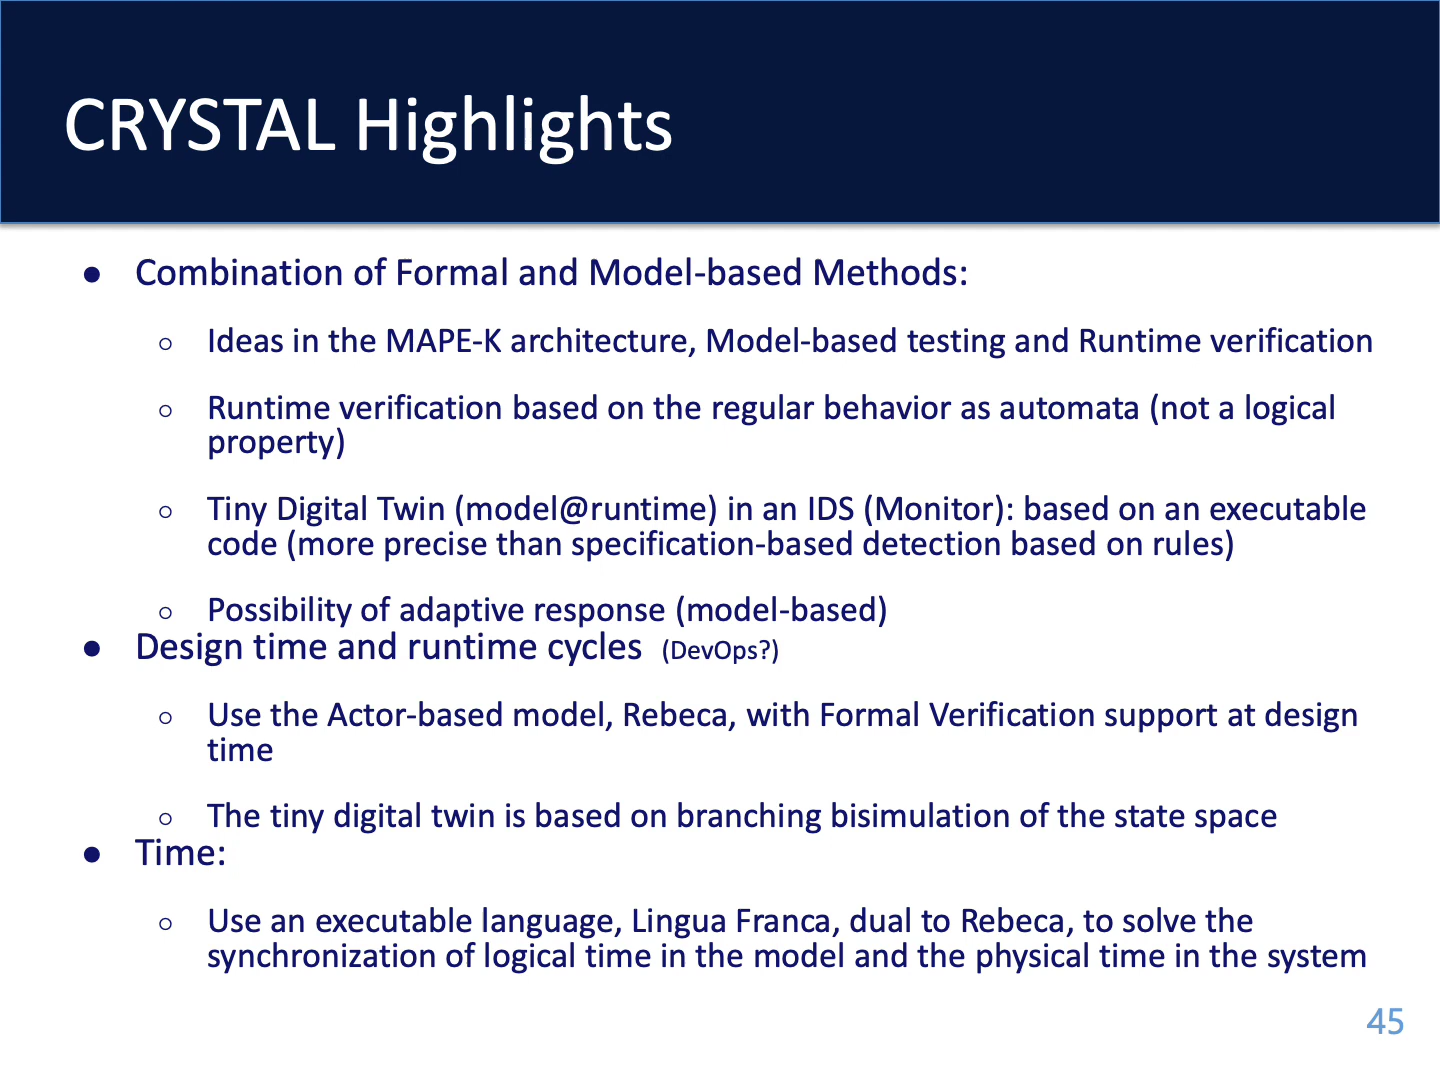 CRYSTAL Highlights
● Combination of Formal and Model-based Methods:
○ Ideas in the MAPE-K architecture, Model-based testing and Runtime verification
○ Runtime verification based on the regular behavior as automata (not a logical
property)
○ Tiny Digital Twin (model@runtime) in an IDS (Monitor): based on an executable
code (more precise than specification-based detection based on rules)
○ Possibility of adaptive response (model-based)
● Design time and runtime cycles (DevOps?)
○ Use the Actor-based model, Rebeca, with Formal Verification support at design
time
○ The tiny digital twin is based on branching bisimulation of the state space
● Time:
○ Use an executable language, Lingua Franca, dual to Rebeca, to solve the
synchronization of logical time in the model and the physical time in the system
45